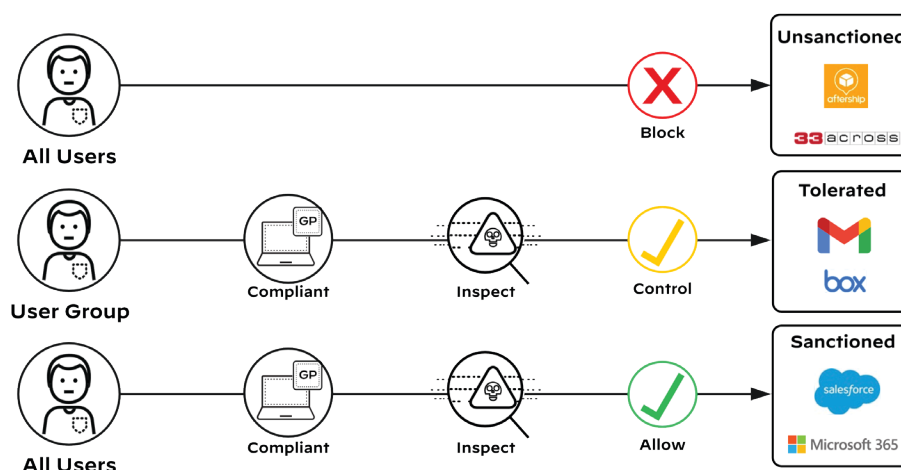 Unsanctioned
aftership
33across
Block
All Users
Tolerated
GP
box
Compliant
Inspect
Control
User Group
Sanctioned
GP
salesforce
Microsoft 365
Compliant
Inspect
Allow
All Users